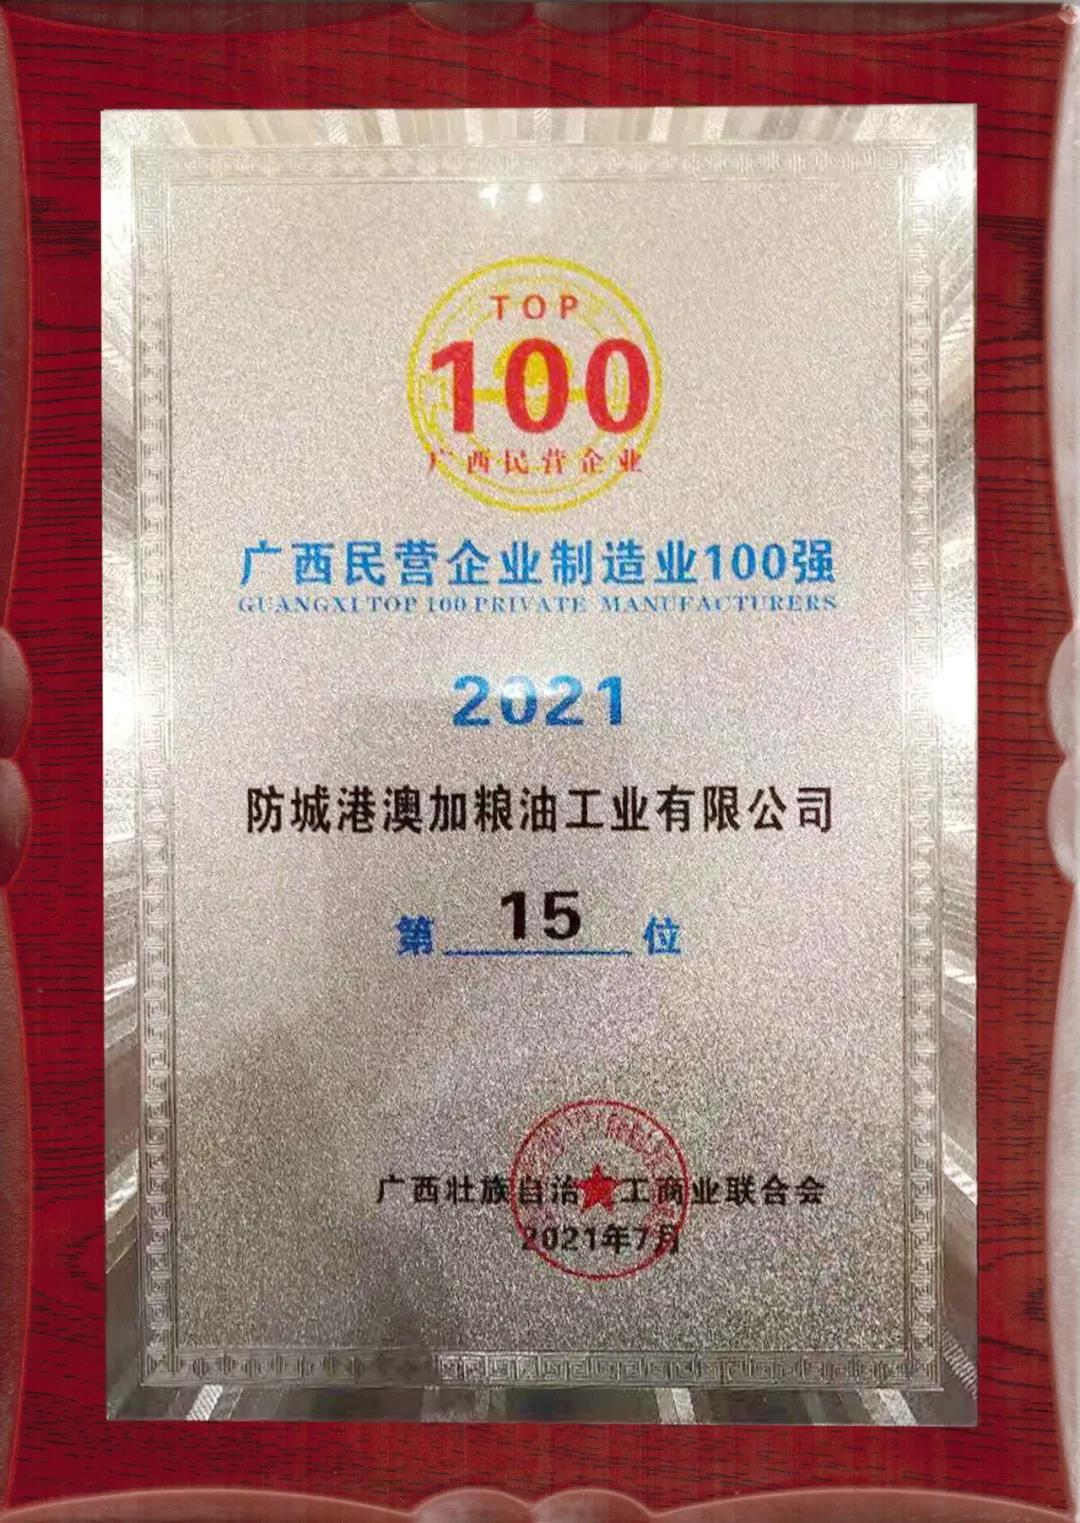 TOP
100
广西民营企业
广西民营企业制造业100强
GUANGXI TOP 100 PRIVATE MANUFACTURERS
2021
防城港澳加粮油工业有限公司
第 15 位
广西壮族自治 工商业联合会
2021年7月